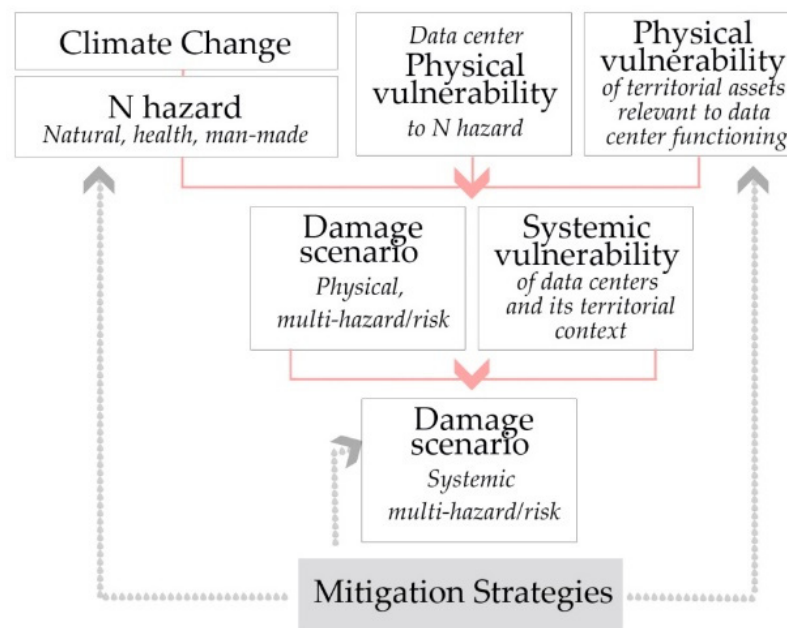 Climate Change
N hazard
Natural, health, man-made
Data center
Physical vulnerability
to N hazard
Physical vulnerability
of territorial assets
relevant to data
center functioning
Damage
scenario
Physical,
multi-hazard/risk
Systemic
vulnerability
of data centers
and its territorial
context
Damage
scenario
Systemic
multi-hazard/risk
Mitigation Strategies